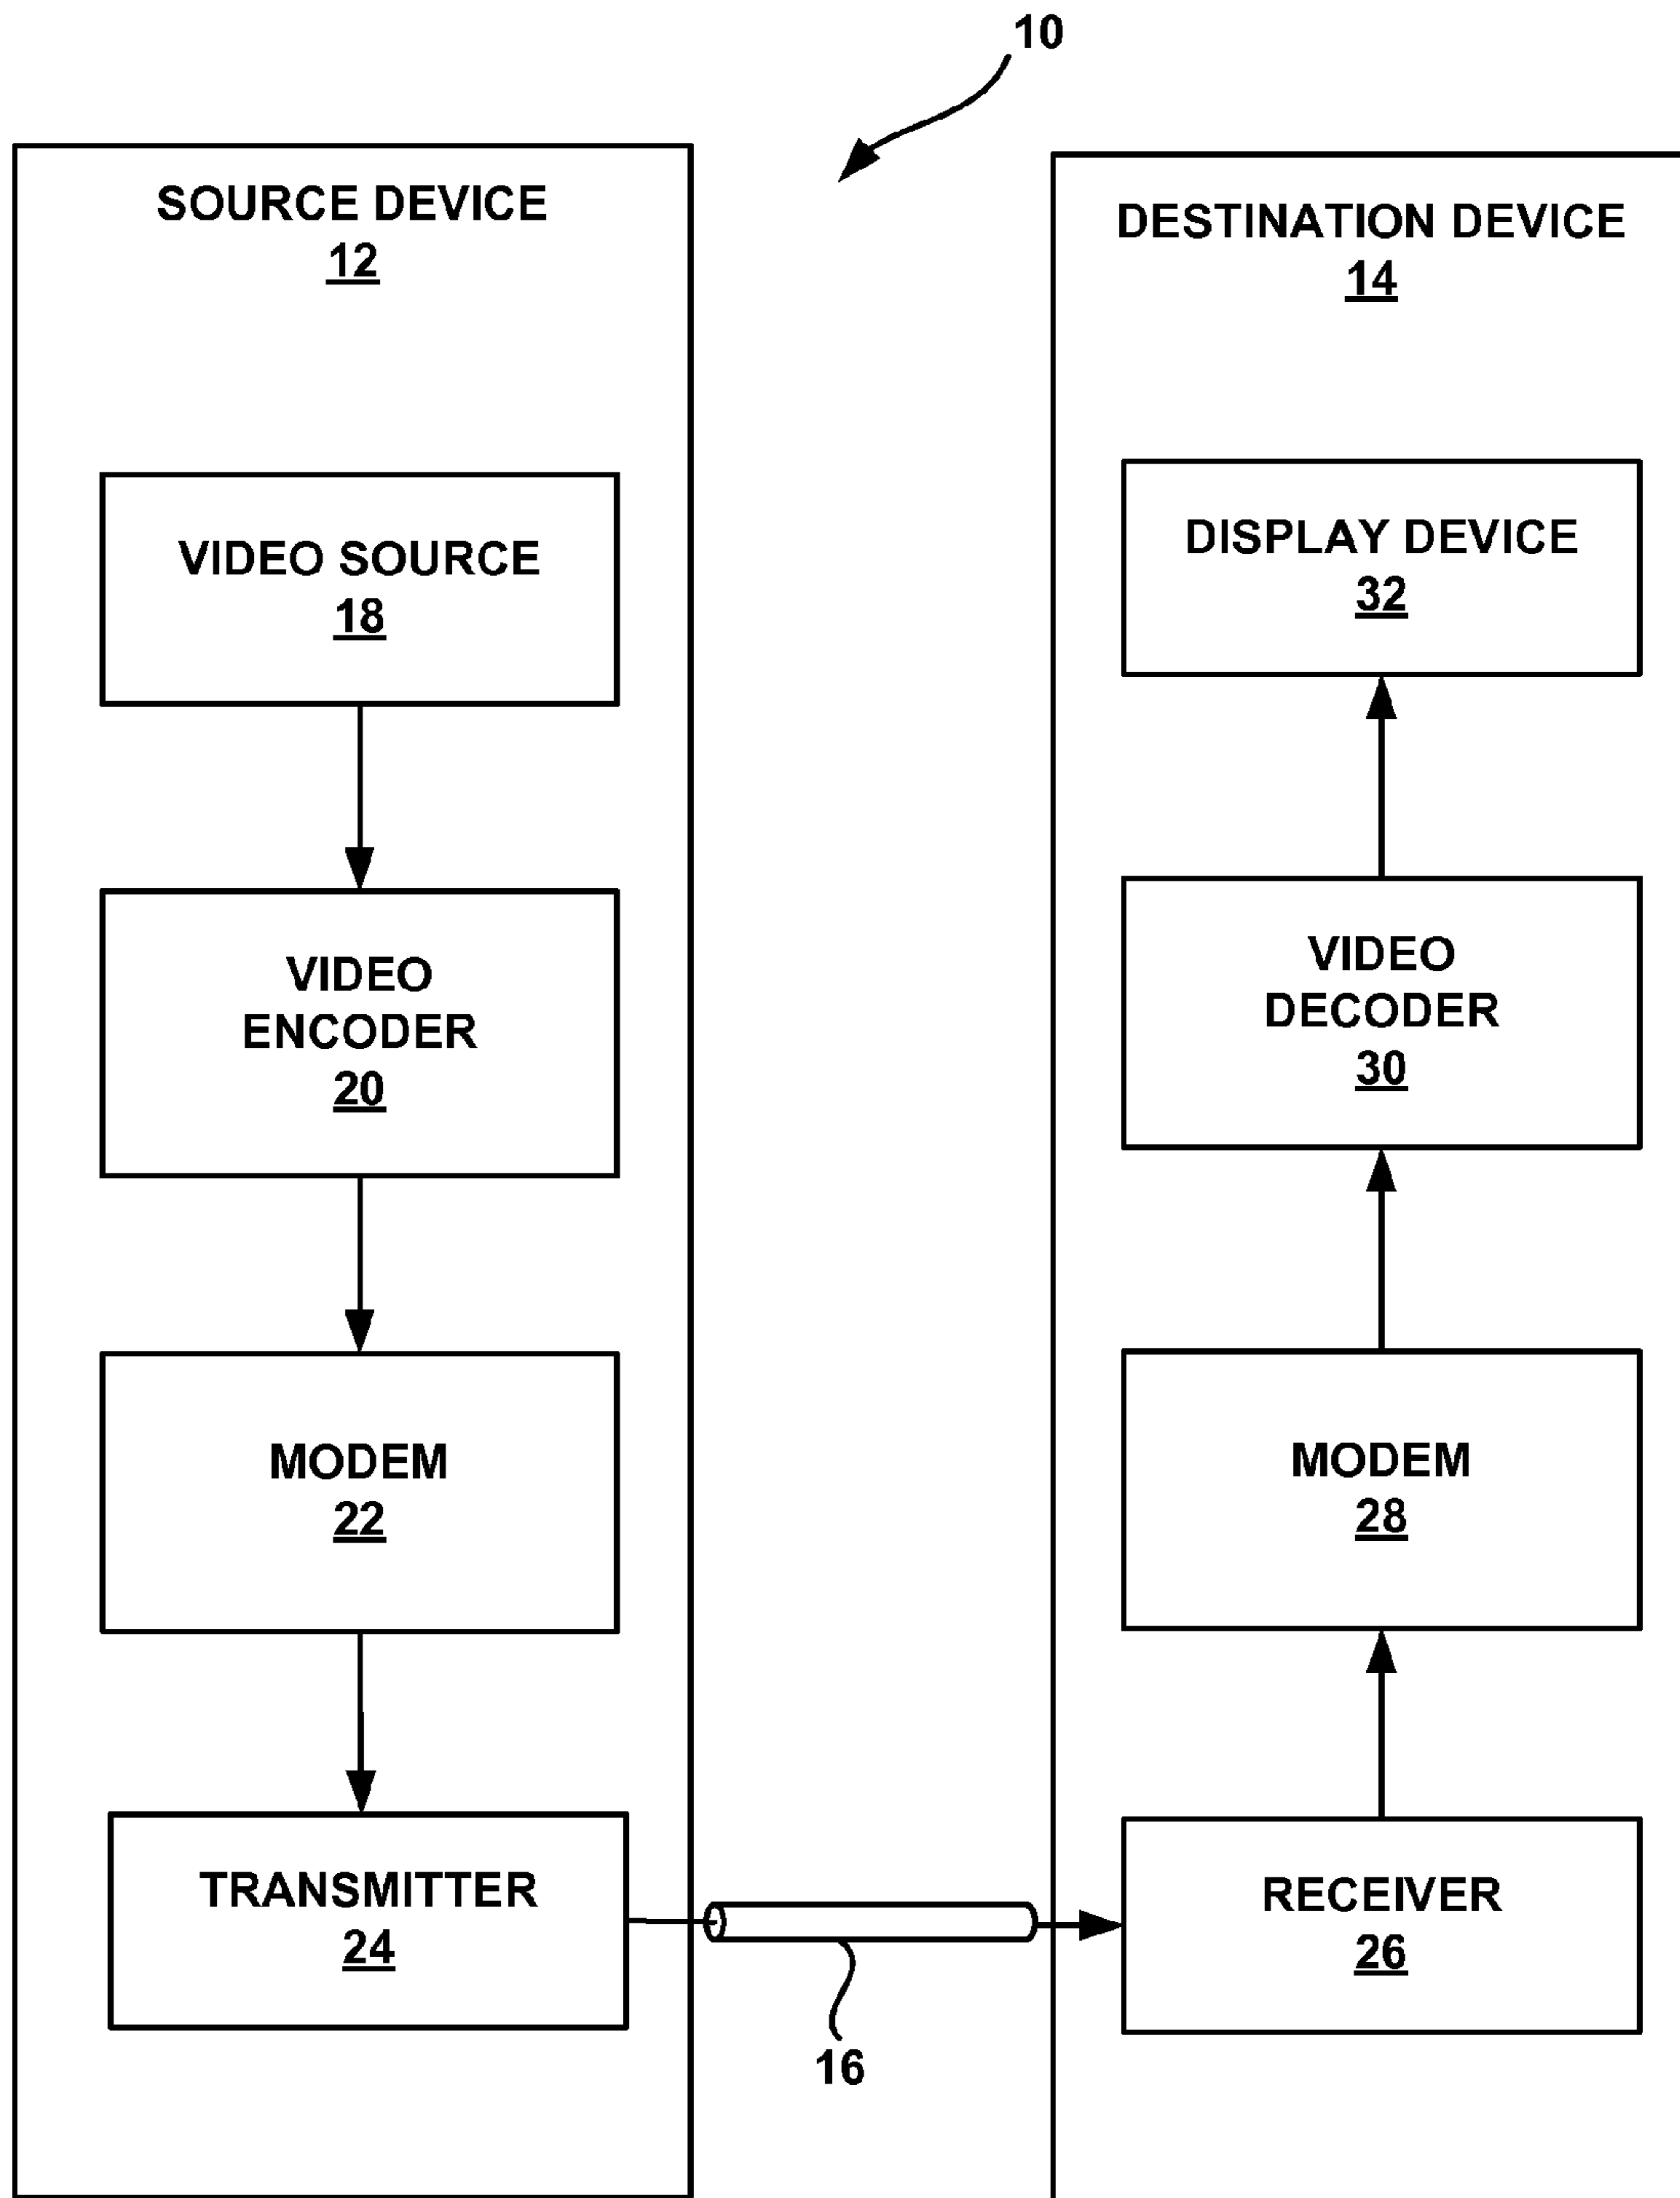 10
SOURCE DEVICE
12
VIDEO SOURCE
18
VIDEO
ENCODER
20
MODEM
22
TRANSMITTER
24
16
DESTINATION DEVICE
14
DISPLAY DEVICE
32
VIDEO
DECODER
30
MODEM
28
RECEIVER
26